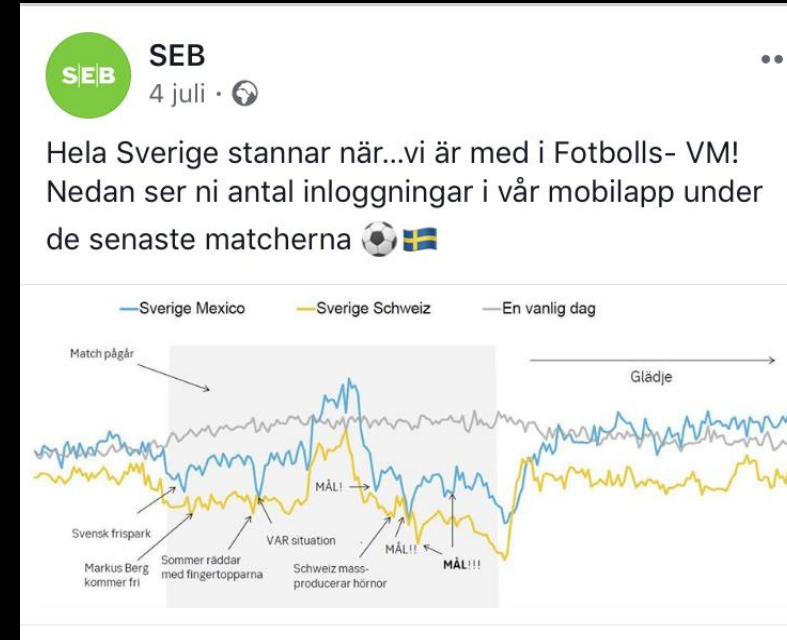 SEB
SEB
4 juli ·
Hela Sverige stannar när...vi är med i Fotbolls- VM!
Nedan ser ni antal inloggningar i vår mobilapp under
de senaste matcherna ⚽🇸🇪
Sverige Mexico
Sverige Schweiz
En vanlig dag
Match pågår
Glädje
MÅL!
Svensk frispark
VAR situation
MÅL!!
MÅL!!!
Markus Berg
kommer fri
Sommer räddar
med fingertopparna
Schweiz mass-
producerar hörnor